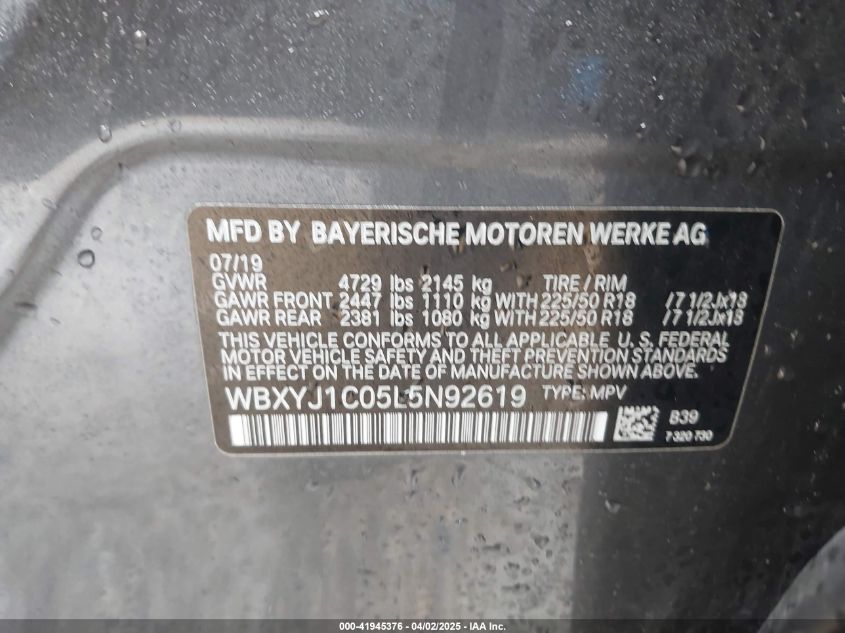 MFD BY BAYERISCHE MOTOREN WERKE AG
07/19
GVWR 4729 lbs 2145 kg TIRE / RIM
GAWR FRONT 2447 lbs 1110 kg WITH 225/50 R18 /7 1/2Jx18
GAWR REAR 2381 lbs 1080 kg WITH 225/50 R18 /7 1/2Jx18
THIS VEHICLE CONFORMS TO ALL APPLICABLE U. S. FEDERAL
MOTOR VEHICLE SAFETY AND THEFT PREVENTION STANDARDS
IN EFFECT ON THE DATE OF MANUFACTURE SHOWN ABOVE.
WBXYJ1C05L5N92619 TYPE: MPV
B39
7 320 730
000-41945376 - 04/02/2025 - IAA Inc.